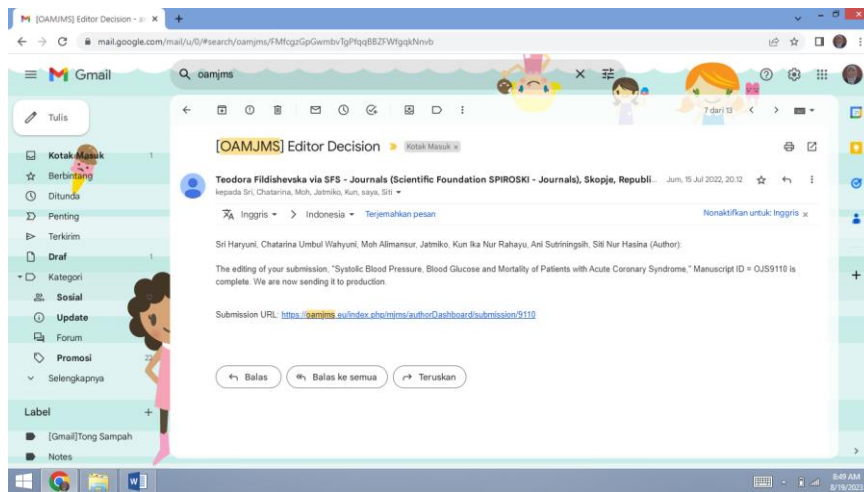 [OAMJMS] Editor Decision - an
mail.google.com/mail/u/0/#search/oamjms/FMfcgzGpGwmbvTgPfqqBBZFWfgqkNnvb
Gmail
oamjms
Tulis
7 dari 13
Kotak Masuk 1
Berbintang
Ditunda
Penting
Terkirim
Draf 1
Kategori
Sosial
Update
Forum
Promosi
Selengkapnya
Label
[Gmail]Tong Sampah
Notes
[OAMJMS] Editor Decision
Kotak Masuk x
Teodora Fildishevska via SFS - Journals (Scientific Foundation SPIROSKI - Journals), Skopje, Republi... Jum, 15 Jul 2022, 20.12
kepada Sri, Chatarina, Moh, Jatmiko, Kun, saya, Siti
Inggris > Indonesia Terjemahkan pesan Nonaktifkan untuk: Inggris x
Sri Haryuni, Chatarina Umbul Wahyuni, Moh Alimansur, Jatmiko, Kun Ika Nur Rahayu, Ani Sutriningsih, Siti Nur Hasina (Author):
The editing of your submission, "Systolic Blood Pressure, Blood Glucose and Mortality of Patients with Acute Coronary Syndrome," Manuscript ID = OJS9110 is
complete. We are now sending it to production.
Submission URL: https://oamjms.eu/index.php/mjms/authorDashboard/submission/9110
Balas
Balas ke semua
Teruskan
8:49 AM
8/19/2023